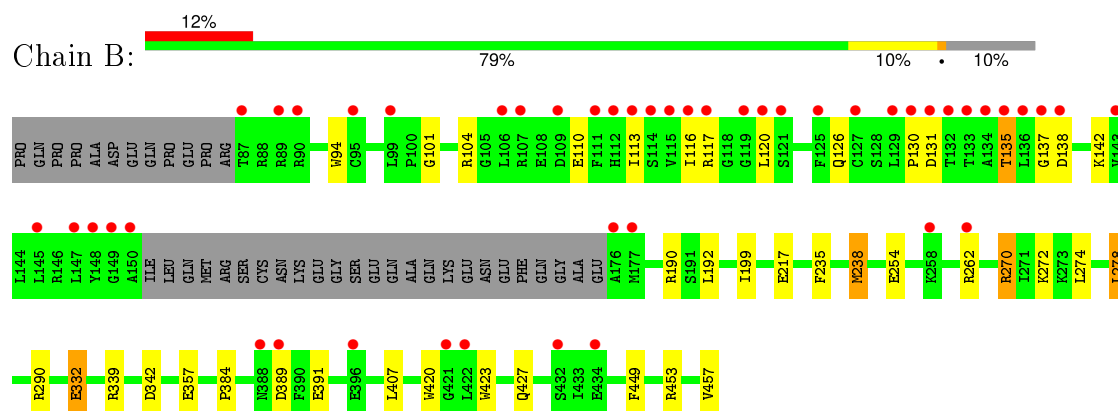 12%
Chain B:
79% 10% • 10%
PRO GLN PRO PRO ALA ASP GLU GLN PRO GLU PRO ARG T87 R88 R89 R90 W94 C95 L99 P100 G101 R104 G105 L106 R107 E108 D109 E110 F111 H112 I113 S114 V115 I116 R117 G118 G119 L120 S121 F125 Q126 C127 S128 L129 P130 D131 T132 T133 A134 T135 L136 G137 D138 K142 V143
L144 L145 R146 L147 Y148 G149 A150 ILE LEU GLN MET ARG SER CYS ASN LYS GLU GLY SER GLU GLN ALA GLN LYS GLU ASN GLU PHE GLN GLY ALA GLU A176 M177 R190 S191 L192 I199 E217 F235 M238 E254 K258 R262 R270 I271 K272 K273 L274
R290 E332 R339 D342 E357 P384 N388 D389 F390 E391 E396 L407 W420 G421 L422 W423 Q427 S432 I433 E434 F449 R453 V457